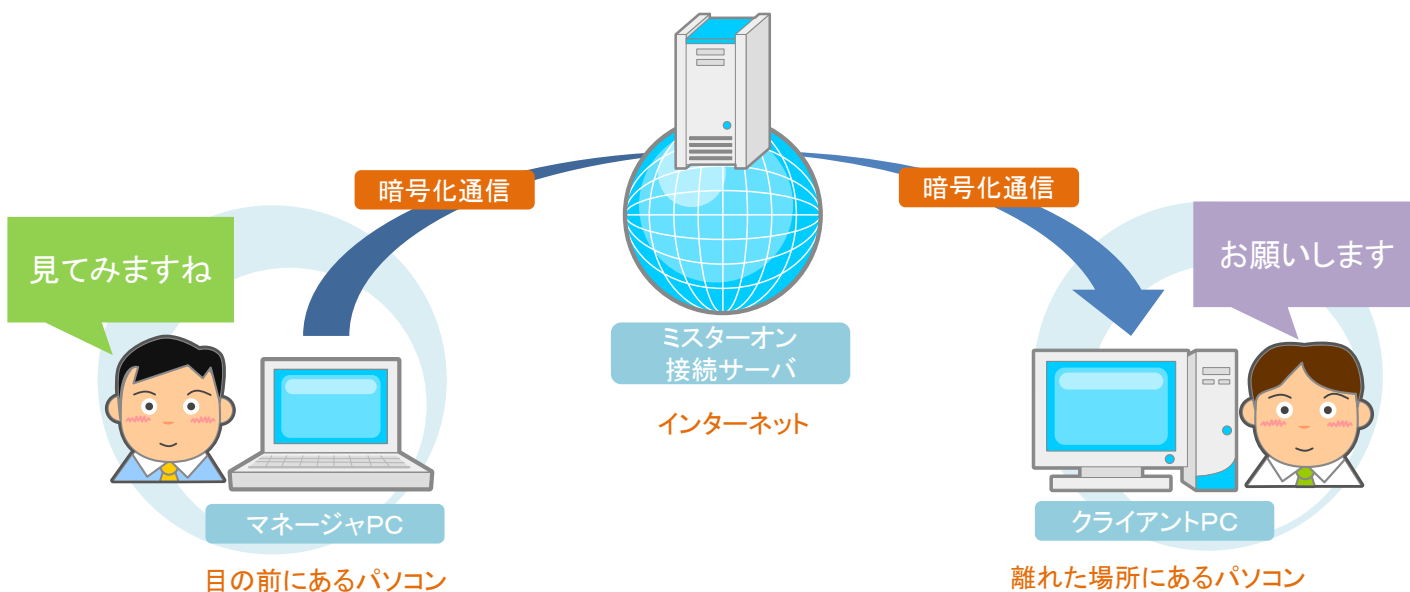 暗号化通信
暗号化通信
見てみますね
お願いします
ミスターオン
接続サーバ
インターネット
マネージャPC
クライアントPC
目の前にあるパソコン
離れた場所にあるパソコン